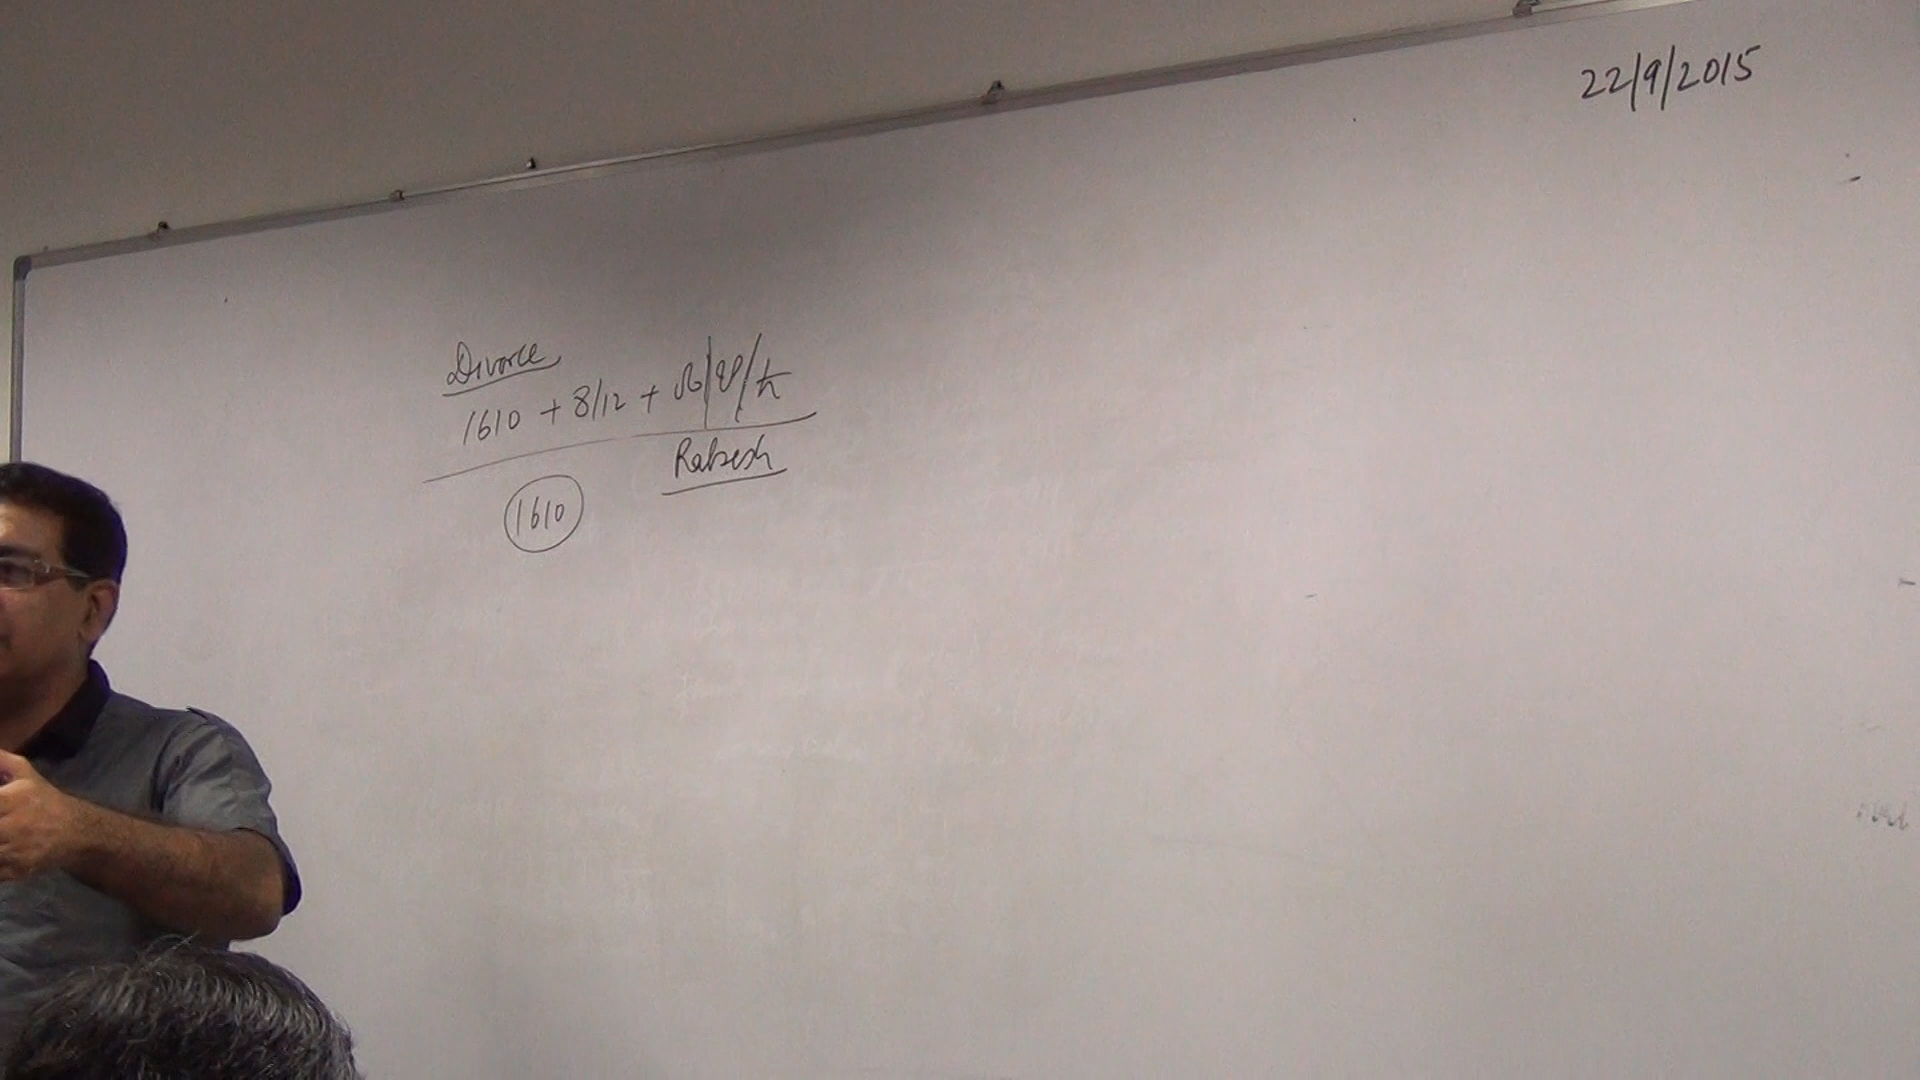 22/9/2015
Divorce
1610 + 8/12 +
Rakesh
1610